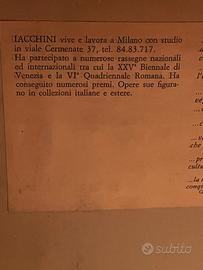 IACCHINI vive e lavora a Milano con studio
in viale Cermenate 37, tel. 84.83.717.
Ha partecipato a numerose rassegne nazionali
ed internazionali tra cui la XXVª Biennale di
Venezia e la VIª Quadriennale Romana. Ha
conseguito numerosi premi. Opere sue figura-
no in collezioni italiane e estere.
subito